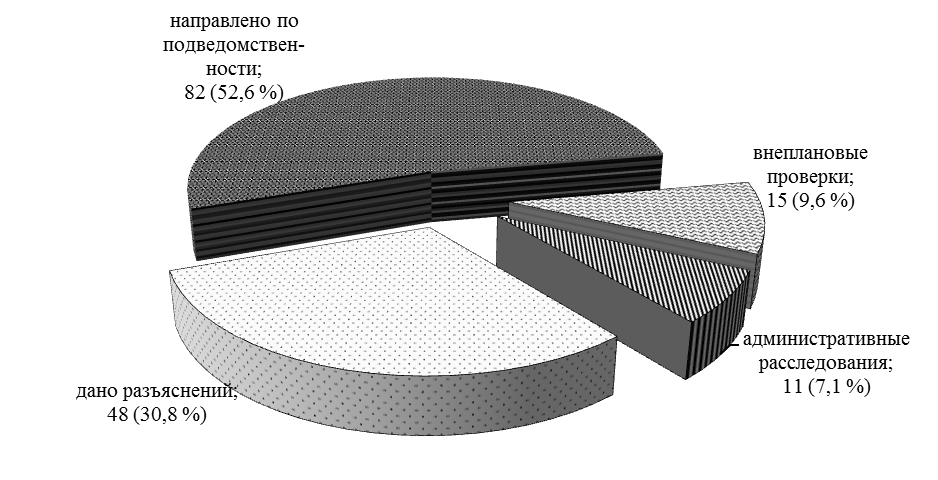 направлено по
подведомствен-
ности;
82 (52,6 %)
внеплановые
проверки;
15 (9,6 %)
административные
расследования;
11 (7,1 %)
дано разъяснений;
48 (30,8 %)